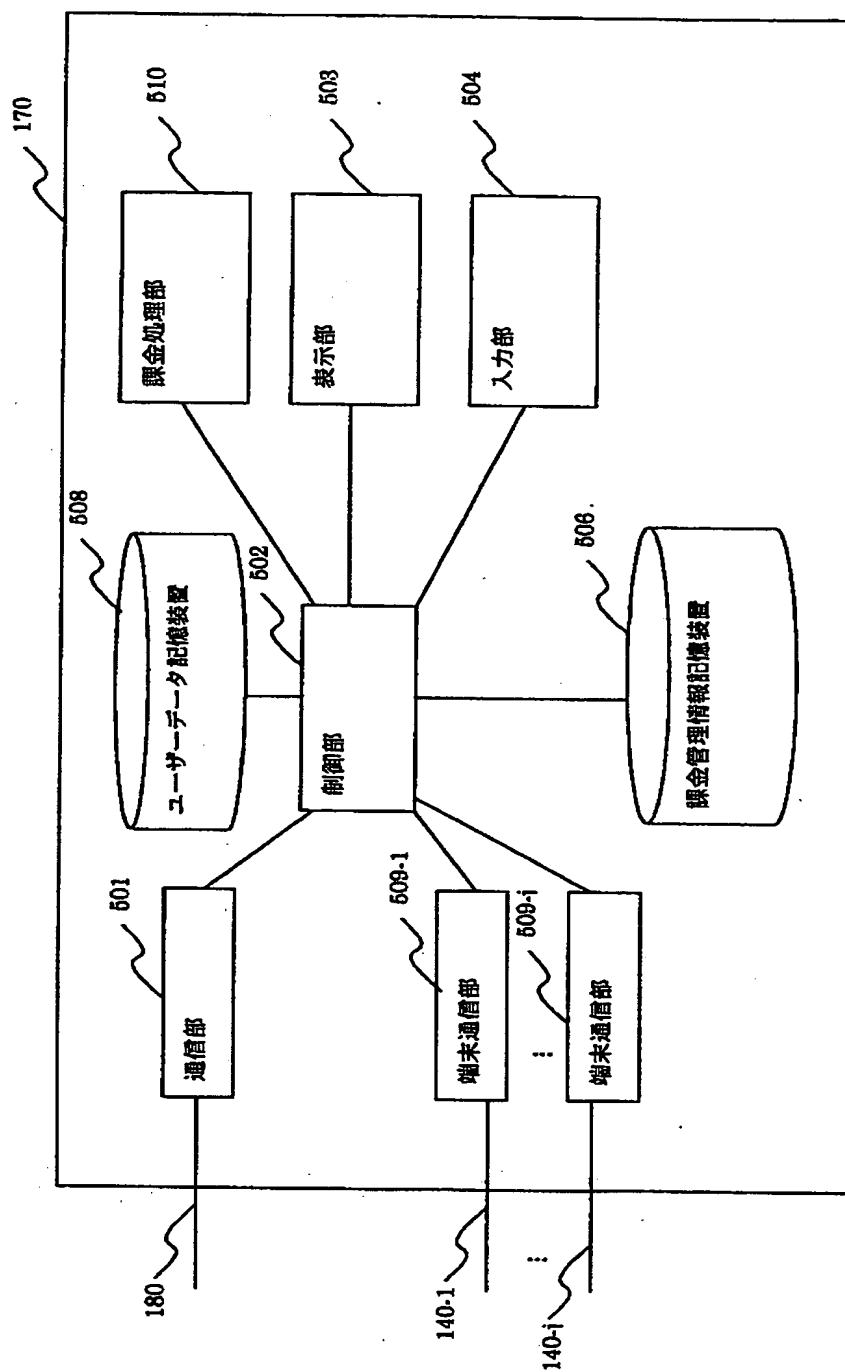 170
508
510
ユーザーデータ記憶装置
課金処理部
501
502
503
通信部
制御部
表示部
180
509-1
504
端末通信部
入力部
140-1
509-i
506
⋮
⋮
端末通信部
140-i
課金管理情報記憶装置